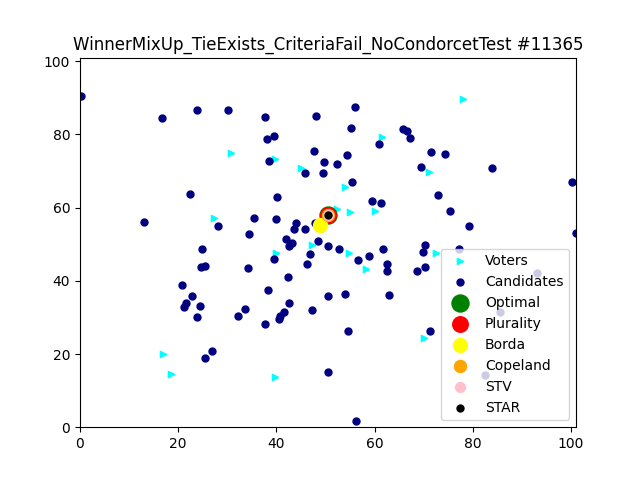 WinnerMixUp_TieExists_CriteriaFail_NoCondorcetTest #11365
100
80
60
40
20
0
0 20 40 60 80 100
Voters
Candidates
Optimal
Plurality
Borda
Copeland
STV
STAR